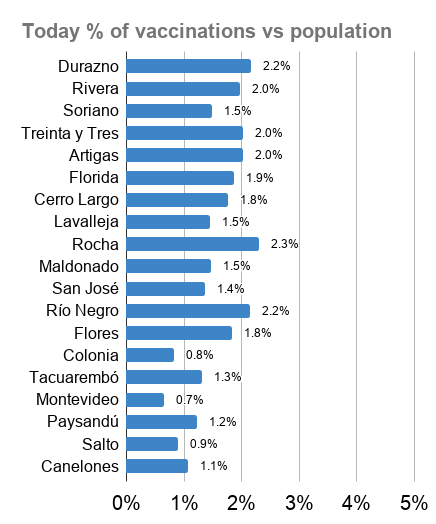 Today % of vaccinations vs population
Durazno 2.2%
Rivera 2.0%
Soriano 1.5%
Treinta y Tres 2.0%
Artigas 2.0%
Florida 1.9%
Cerro Largo 1.8%
Lavalleja 1.5%
Rocha 2.3%
Maldonado 1.5%
San José 1.4%
Río Negro 2.2%
Flores 1.8%
Colonia 0.8%
Tacuarembó 1.3%
Montevideo 0.7%
Paysandú 1.2%
Salto 0.9%
Canelones 1.1%
0% 1% 2% 3% 4% 5%